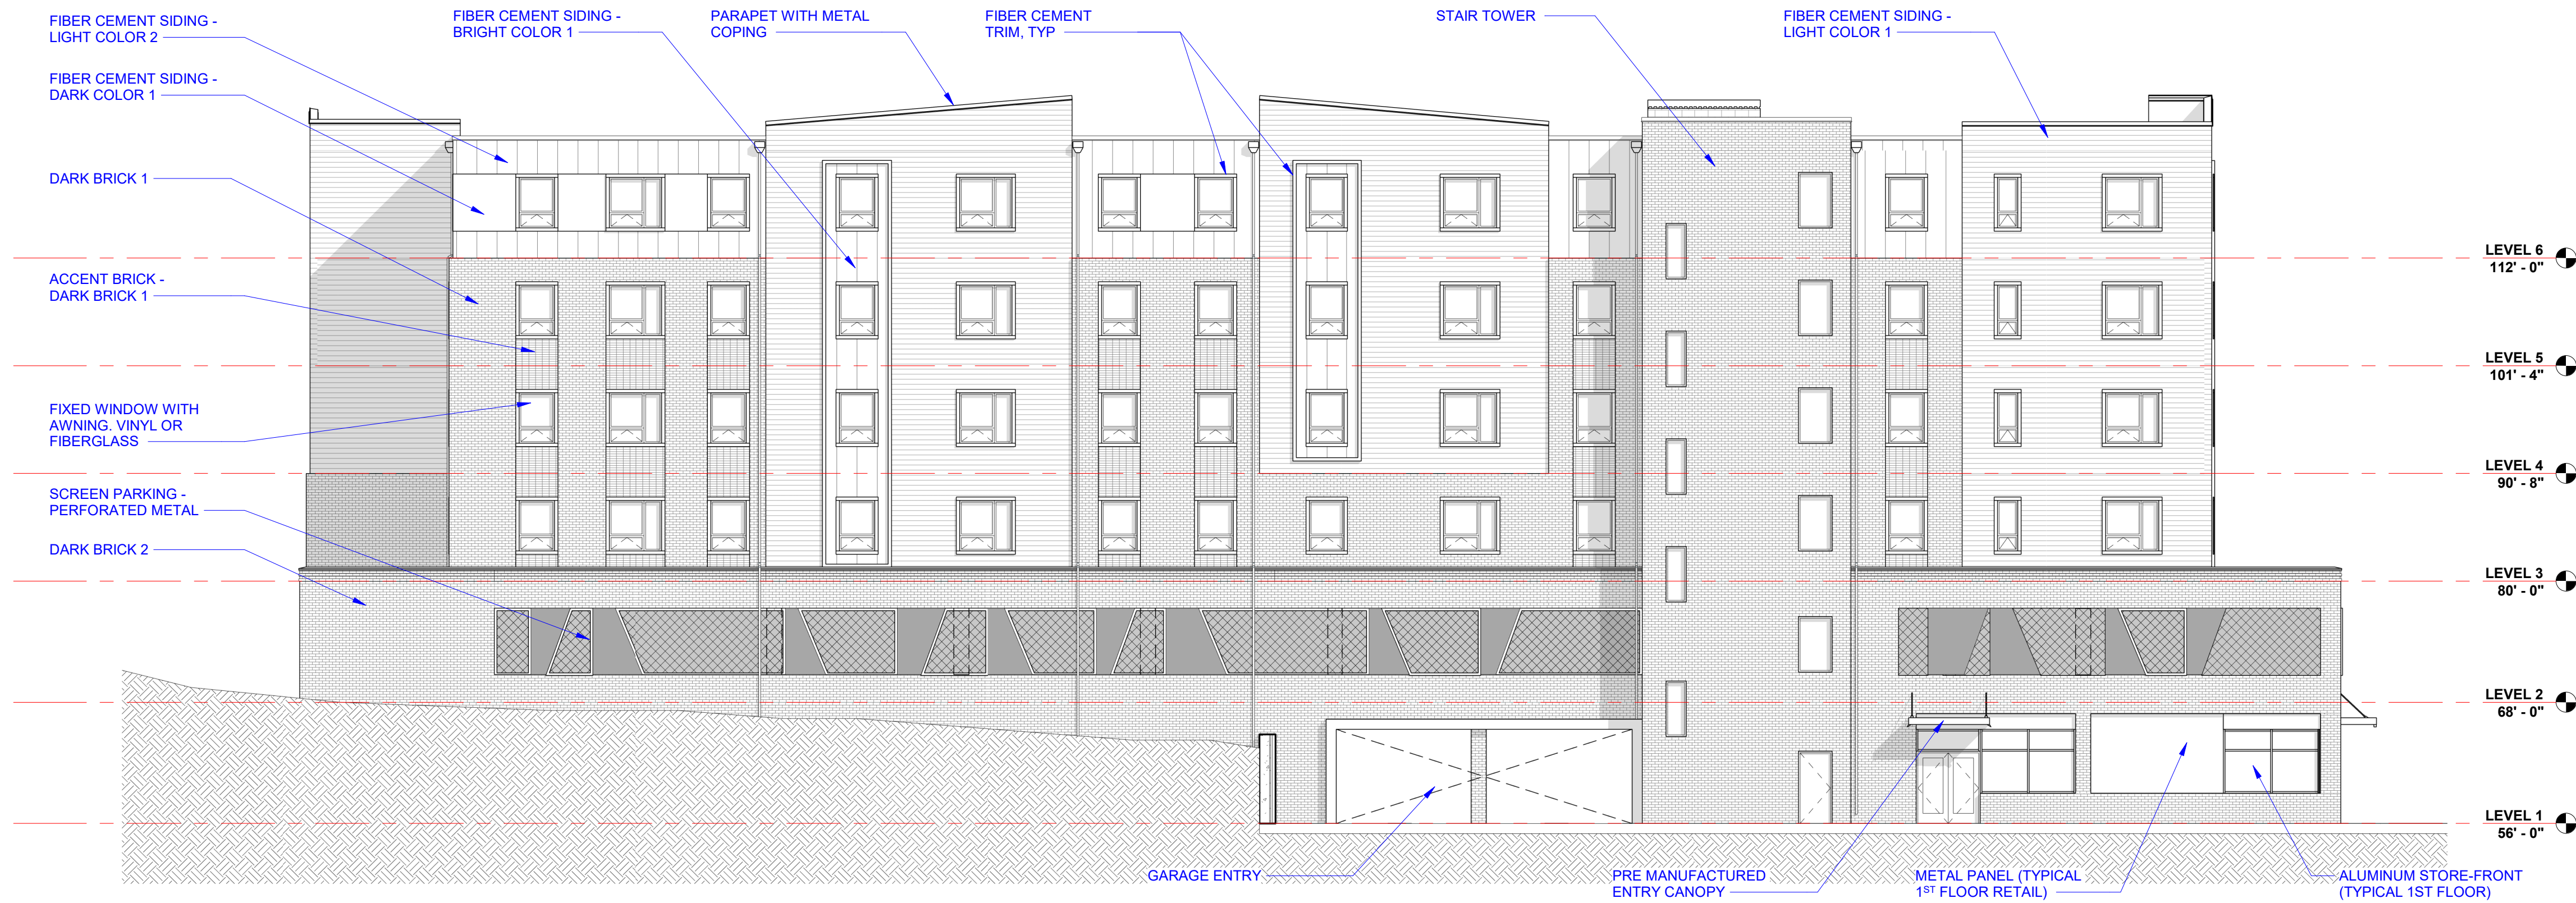 FIBER CEMENT SIDING -
LIGHT COLOR 2
FIBER CEMENT SIDING -
BRIGHT COLOR 1
PARAPET WITH METAL
COPING
FIBER CEMENT
TRIM, TYP
STAIR TOWER
FIBER CEMENT SIDING -
LIGHT COLOR 1
FIBER CEMENT SIDING -
DARK COLOR 1
DARK BRICK 1
ACCENT BRICK -
DARK BRICK 1
FIXED WINDOW WITH
AWNING. VINYL OR
FIBERGLASS
SCREEN PARKING -
PERFORATED METAL
DARK BRICK 2
LEVEL 6
112' - 0"
LEVEL 5
101' - 4"
LEVEL 4
90' - 8"
LEVEL 3
80' - 0"
LEVEL 2
68' - 0"
LEVEL 1
56' - 0"
GARAGE ENTRY
PRE MANUFACTURED
ENTRY CANOPY
METAL PANEL (TYPICAL
1ST FLOOR RETAIL)
ALUMINUM STORE-FRONT
(TYPICAL 1ST FLOOR)